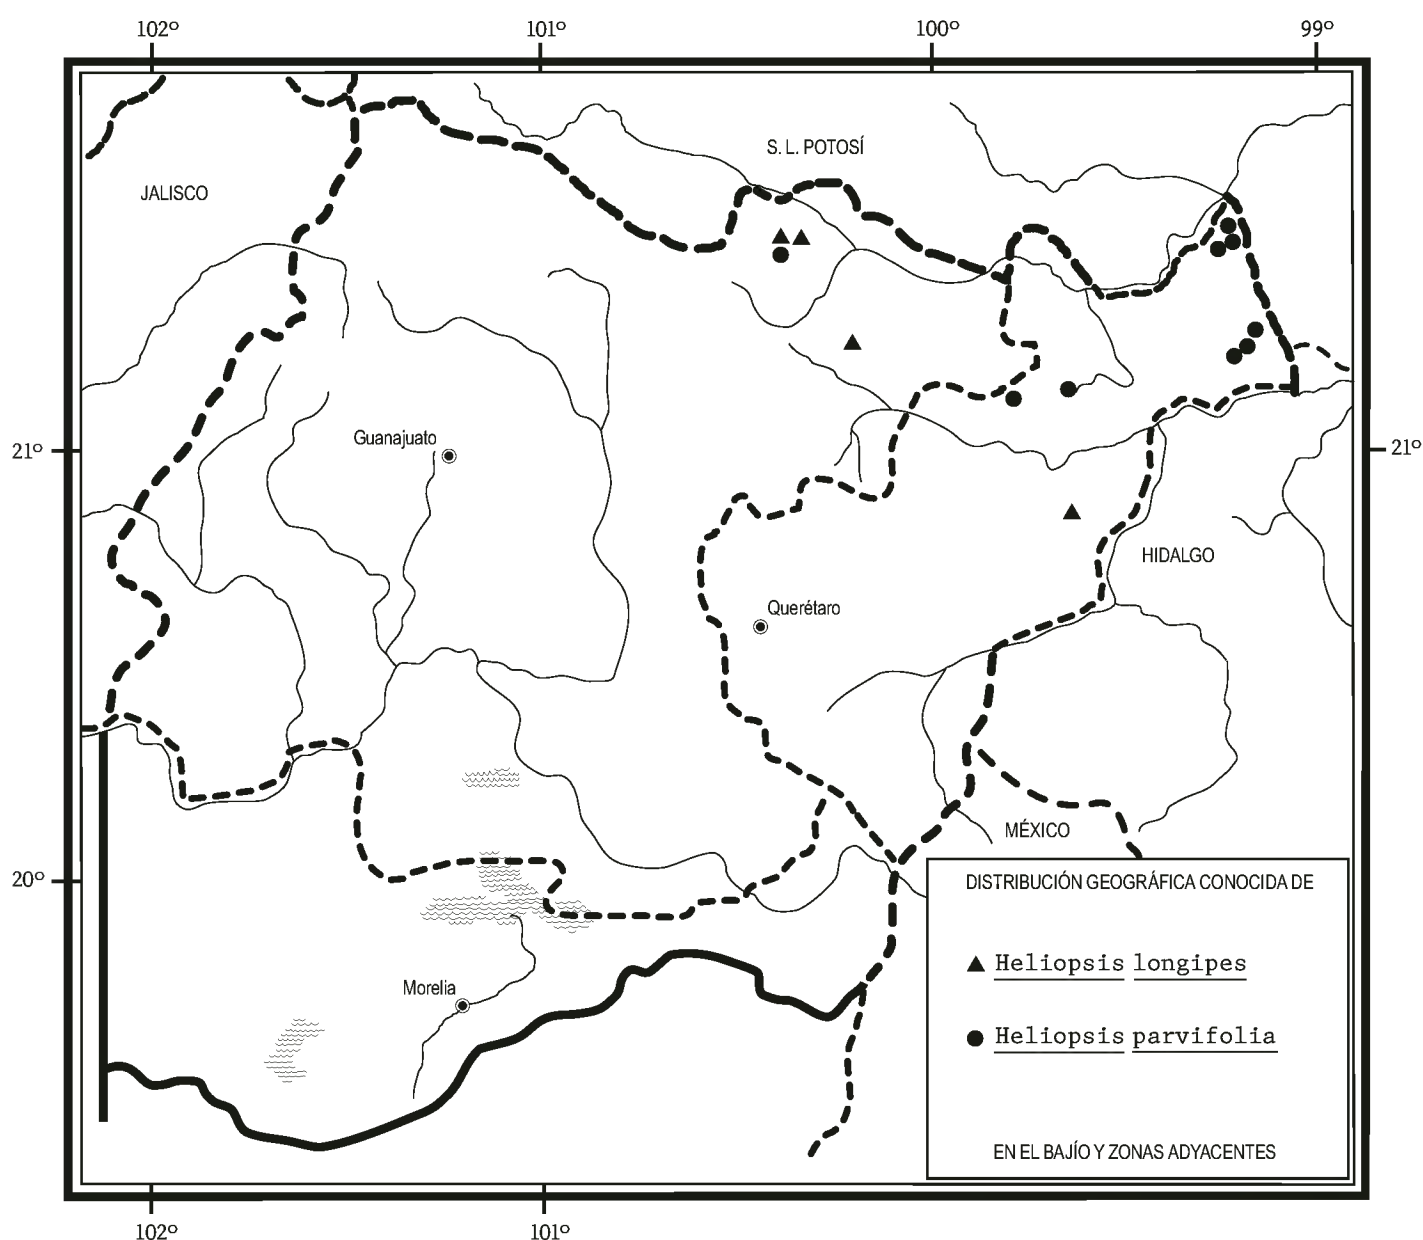 102º 101º 100º 99º
S. L. POTOSÍ
JALISCO
Guanajuato
21º
21º
HIDALGO
Querétaro
MÉXICO
20º
DISTRIBUCIÓN GEOGRÁFICA CONOCIDA DE
Heliopsis longipes
Morelia
Heliopsis parvifolia
EN EL BAJÍO Y ZONAS ADYACENTES
102º 101º